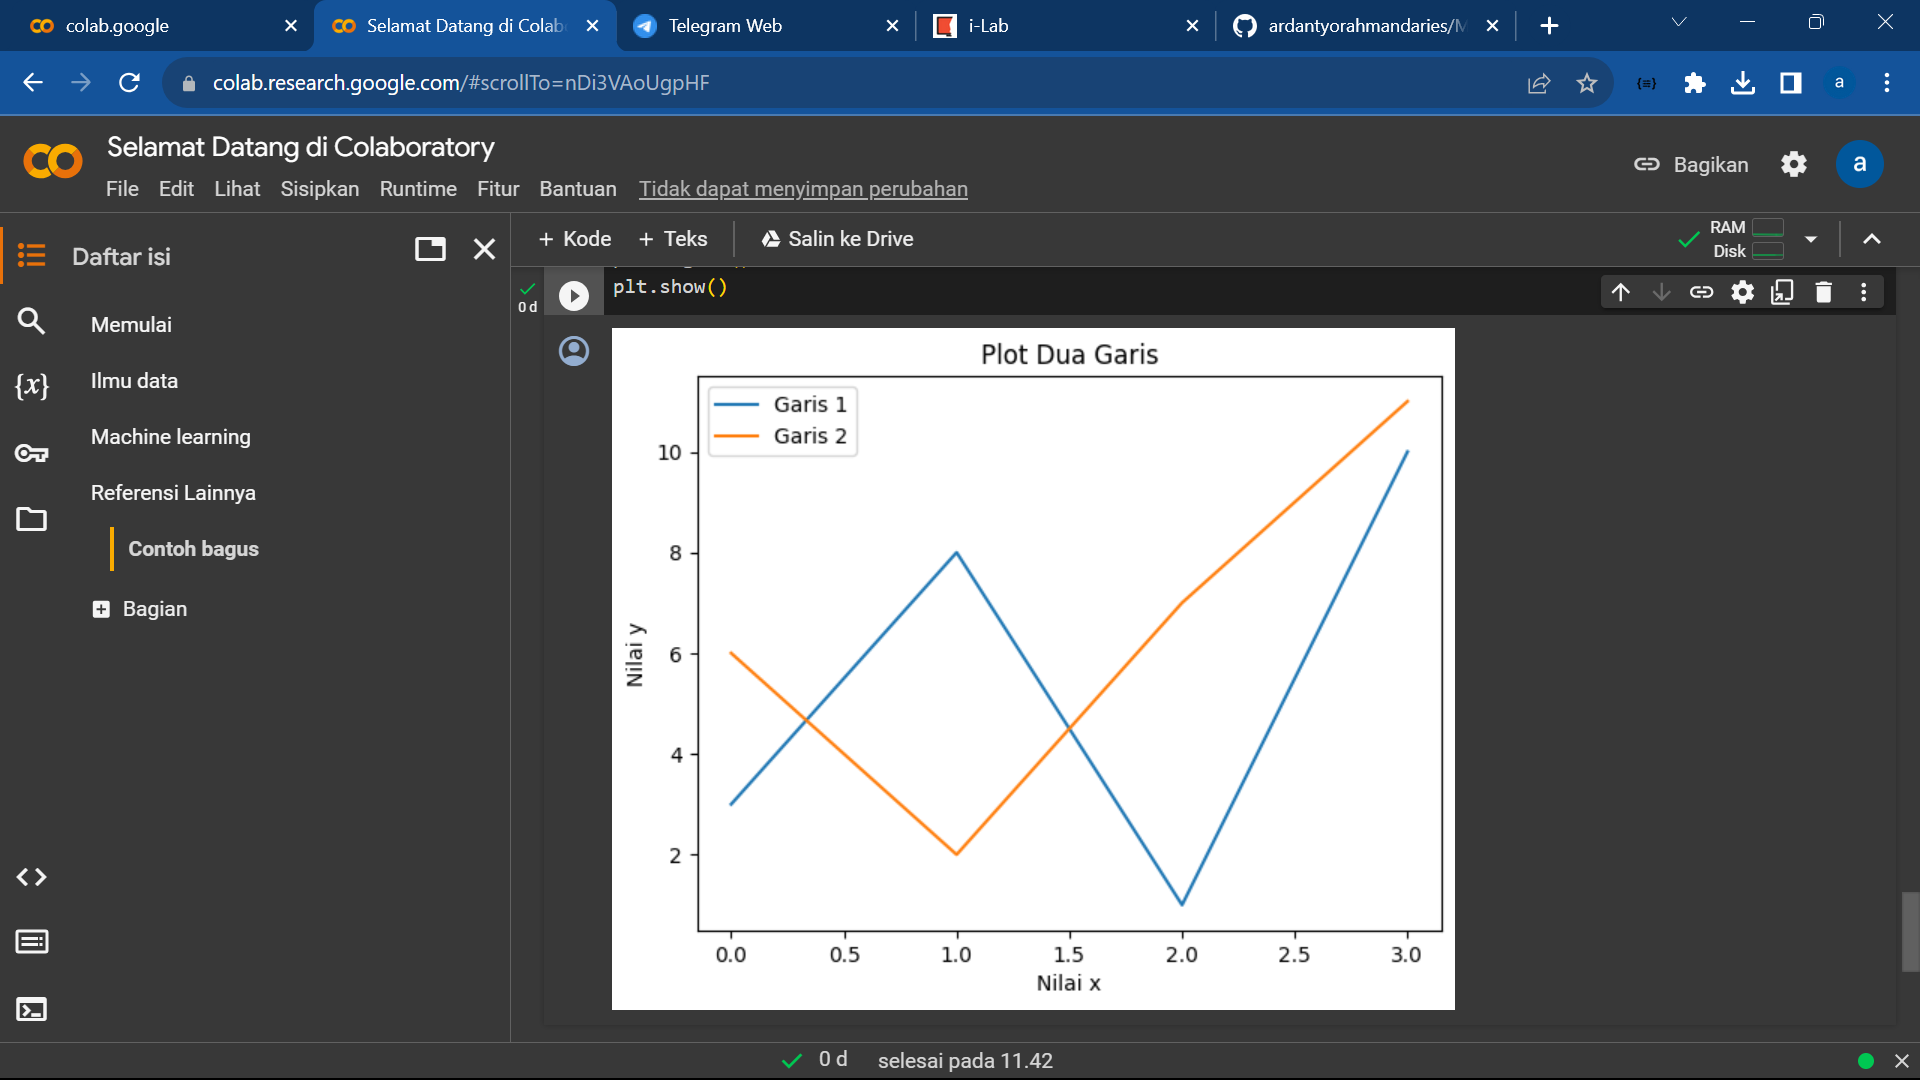 colab.google
Selamat Datang di Colab
Telegram Web
i-Lab
ardantyorahmandaries/M
colab.research.google.com/#scrollTo=nDi3VAoUgpHF
a
Selamat Datang di Colaboratory
File Edit Lihat Sisipkan Runtime Fitur Bantuan Tidak dapat menyimpan perubahan
Bagikan
a
Daftar isi
+ Kode + Teks Salin ke Drive
RAM
Disk
Memulai
Ilmu data
Machine learning
Referensi Lainnya
Contoh bagus
Bagian
{x}
0 d
plt.show()
Plot Dua Garis
Garis 1
Garis 2
10
8
6
4
2
Nilai y
0.0 0.5 1.0 1.5 2.0 2.5 3.0
Nilai x
0 d selesai pada 11.42